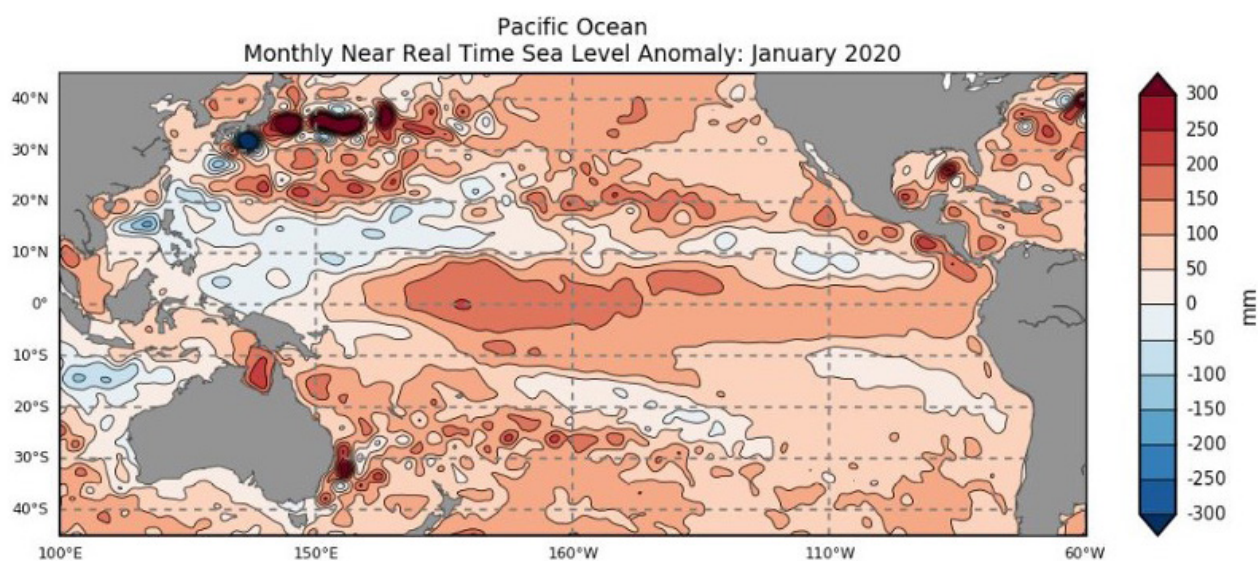 Pacific Ocean
Monthly Near Real Time Sea Level Anomaly: January 2020
40°N
30°N
20°N
10°N
0°
10°S
20°S
30°S
40°S
100°E
150°E
160°W
110°W
60°W
300
250
200
150
100
50
0
-50
-100
-150
-200
-250
-300
mm